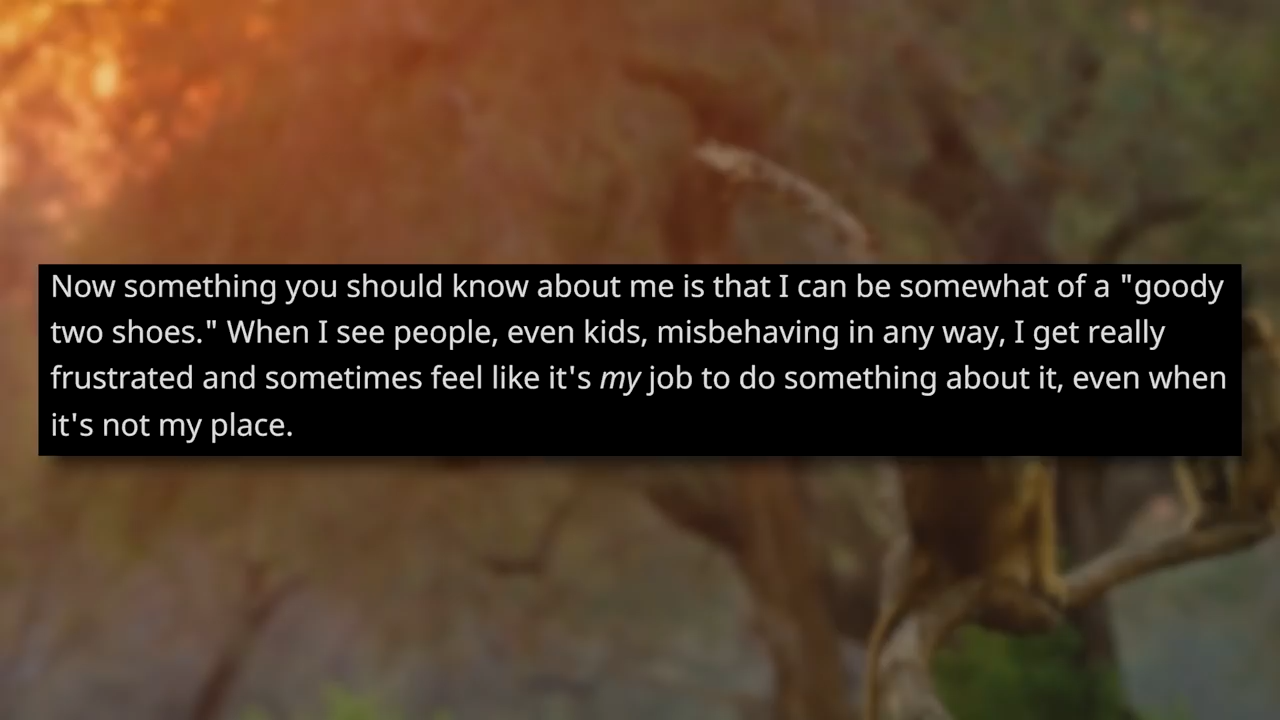 Now something you should know about me is that I can be somewhat of a "goody
two shoes." When I see people, even kids, misbehaving in any way, I get really
frustrated and sometimes feel like it's my job to do something about it, even when
it's not my place.